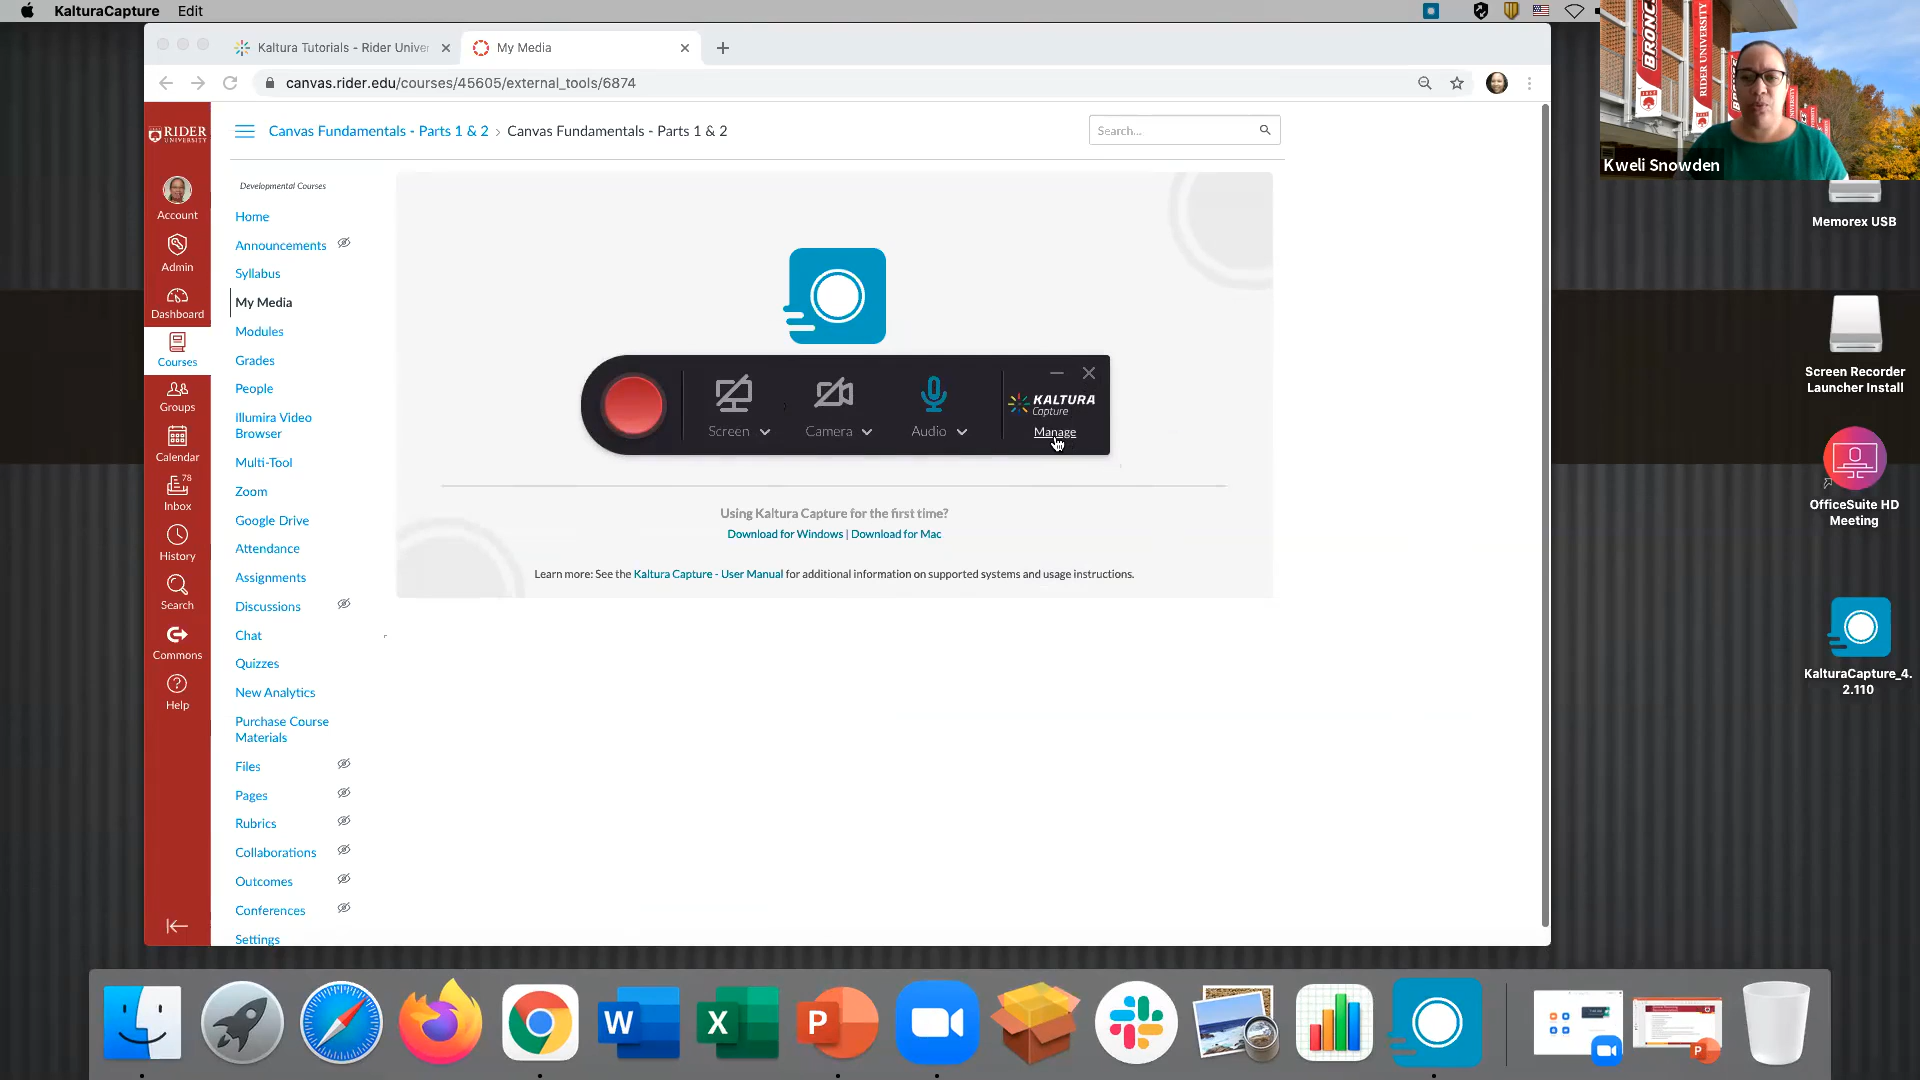 KalturaCapture Edit
Kaltura Tutorials - Rider Univer
My Media
canvas.rider.edu/courses/45605/external_tools/6874
BRONC
RIDER UNIVERSITY
Kweli Snowden
RIDER
UNIVERSITY
Canvas Fundamentals - Parts 1 & 2 › Canvas Fundamentals - Parts 1 & 2
Search...
Account
Admin
Dashboard
Courses
Groups
Calendar
78
Inbox
History
Search
Commons
Help
Developmental Courses
Home
Announcements
Syllabus
My Media
Modules
Grades
People
Illumira Video
Browser
Multi-Tool
Zoom
Google Drive
Attendance
Assignments
Discussions
Chat
Quizzes
New Analytics
Purchase Course
Materials
Files
Pages
Rubrics
Collaborations
Outcomes
Conferences
Settings
Screen
Camera
Audio
KALTURA
Capture
Manage
Using Kaltura Capture for the first time?
Download for Windows | Download for Mac
Learn more: See the Kaltura Capture - User Manual for additional information on supported systems and usage instructions.
Memorex USB
Screen Recorder
Launcher Install
OfficeSuite HD
Meeting
KalturaCapture_4.
2.110
W
X
P
P